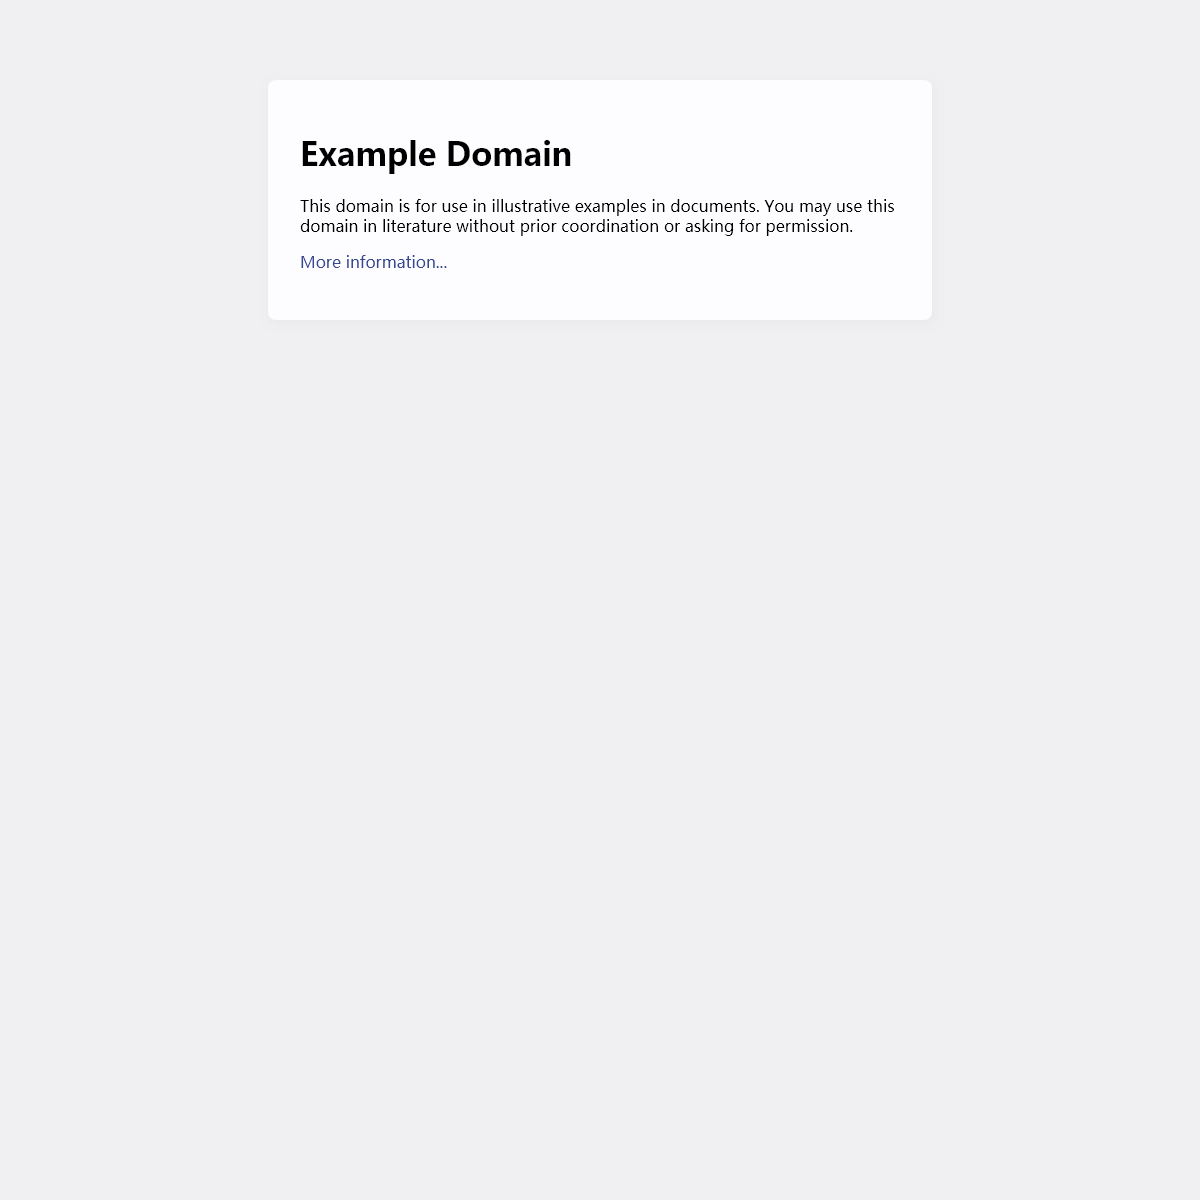 Example Domain
This domain is for use in illustrative examples in documents. You may use this
domain in literature without prior coordination or asking for permission.
More information...